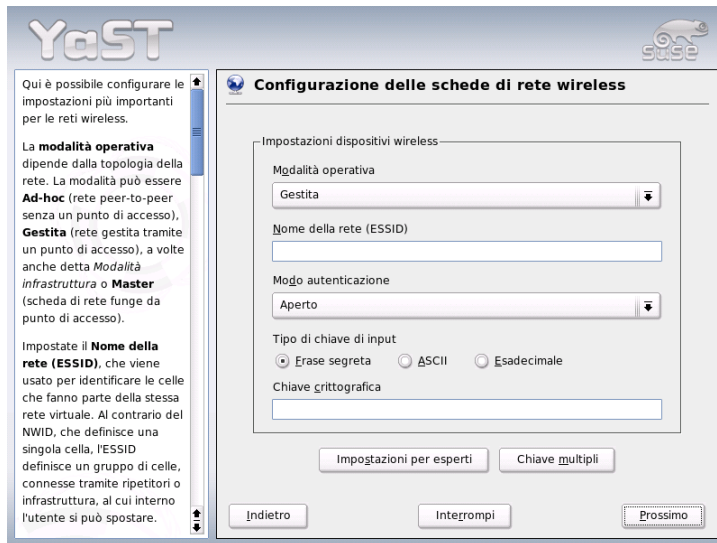 YaST
SUSE
Qui è possibile configurare le
impostazioni più importanti
per le reti wireless.
La modalità operativa
dipende dalla topologia della
rete. La modalità può essere
Ad-hoc (rete peer-to-peer
senza un punto di accesso),
Gestita (rete gestita tramite
un punto di accesso), a volte
anche detta Modalità
infrastruttura o Master
(scheda di rete funge da
punto di accesso).
Impostate il Nome della
rete (ESSID), che viene
usato per identificare le celle
che fanno parte della stessa
rete virtuale. Al contrario del
NWID, che definisce una
singola cella, l'ESSID
definisce un gruppo di celle,
connesse tramite ripetitori o
infrastruttura, al cui interno
l'utente si può spostare.
Configurazione delle schede di rete wireless
Impostazioni dispositivi wireless
Modalità operativa
Gestita
Nome della rete (ESSID)
Modo autenticazione
Aperto
Tipo di chiave di input
Frase segreta ASCII Esadecimale
Chiave crittografica
Impostazioni per esperti Chiave multipli
Indietro Interrompi Prossimo